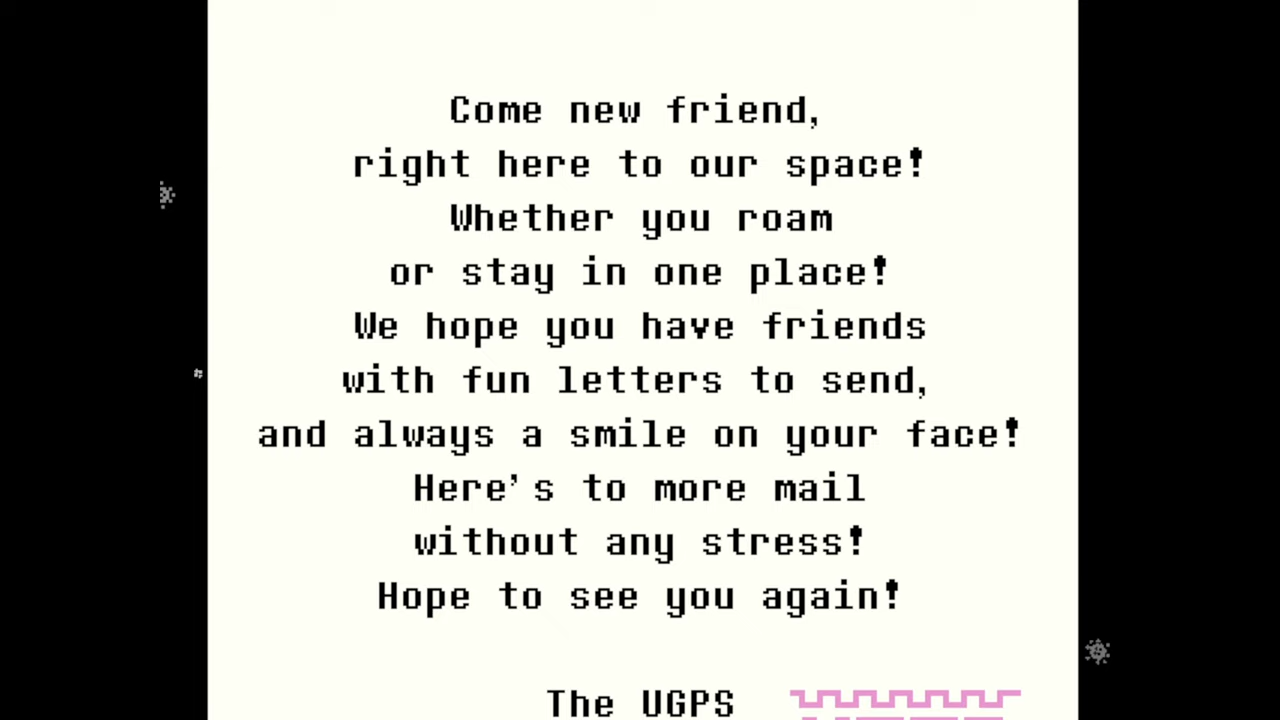 Come new friend,
right here to our space!
Whether you roam
or stay in one place!
We hope you have friends
with fun letters to send,
and always a smile on your face!
Here's to more mail
without any stress!
Hope to see you again!
The UGPS